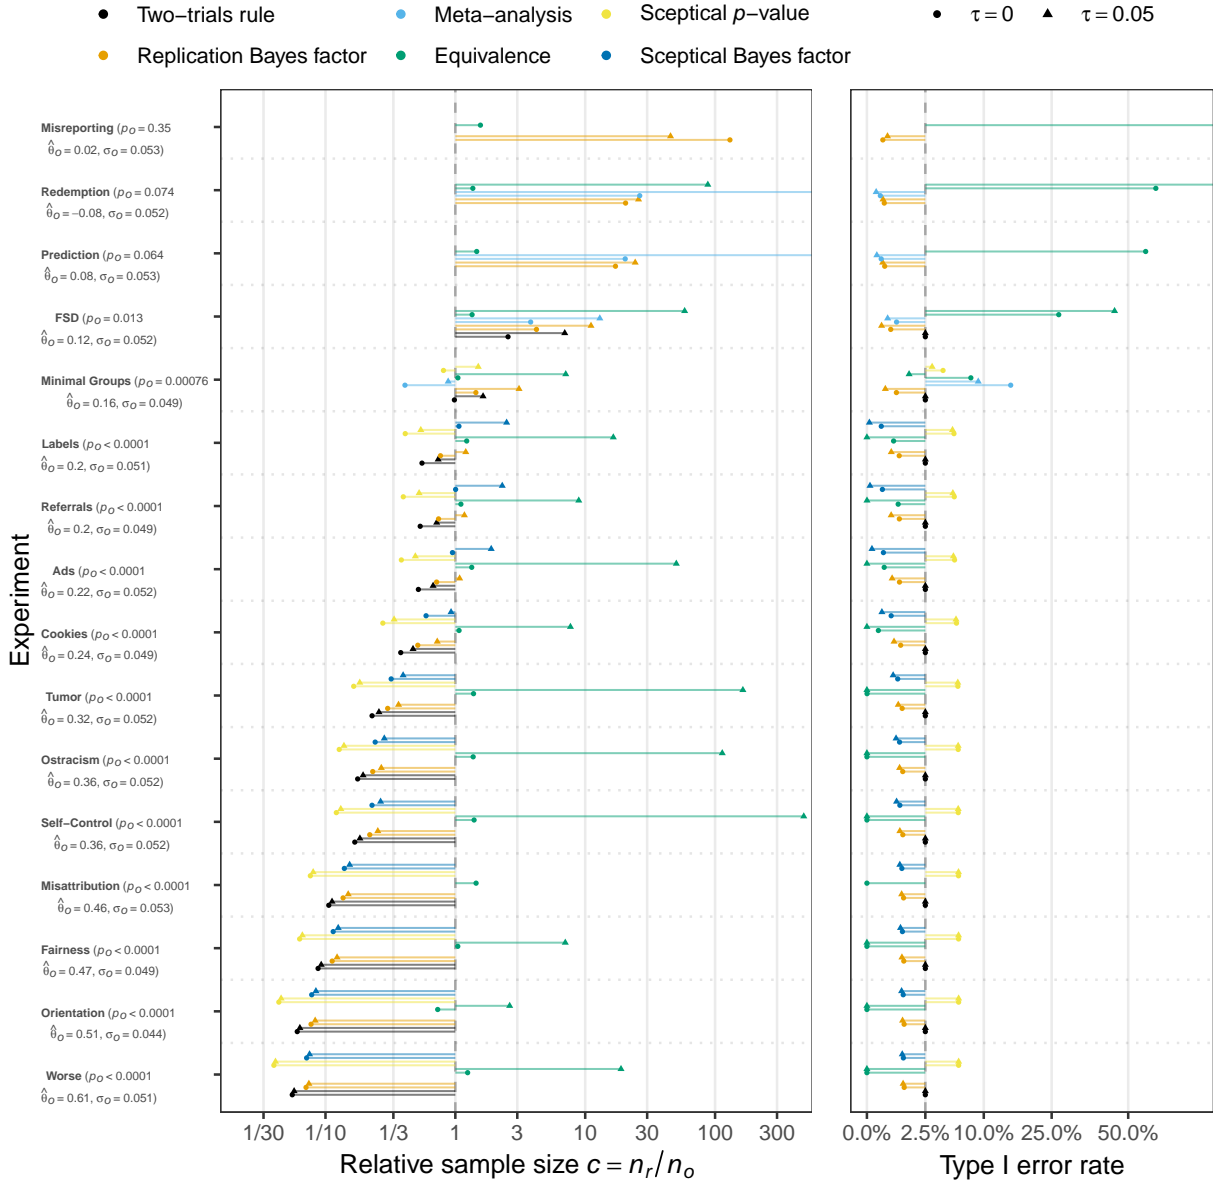 Two−trials rule
Meta−analysis
Sceptical p−value
τ = 0
τ = 0.05
Replication Bayes factor
Equivalence
Sceptical Bayes factor
Experiment
Misreporting (pₒ = 0.35
θ̂ₒ = 0.02, σₒ = 0.053)
Redemption (pₒ = 0.074
θ̂ₒ = −0.08, σₒ = 0.052)
Prediction (pₒ = 0.064
θ̂ₒ = 0.08, σₒ = 0.053)
FSD (pₒ = 0.013
θ̂ₒ = 0.12, σₒ = 0.052)
Minimal Groups (pₒ = 0.00076
θ̂ₒ = 0.16, σₒ = 0.049)
Labels (pₒ < 0.0001
θ̂ₒ = 0.2, σₒ = 0.051)
Referrals (pₒ < 0.0001
θ̂ₒ = 0.2, σₒ = 0.049)
Ads (pₒ < 0.0001
θ̂ₒ = 0.22, σₒ = 0.052)
Cookies (pₒ < 0.0001
θ̂ₒ = 0.24, σₒ = 0.049)
Tumor (pₒ < 0.0001
θ̂ₒ = 0.32, σₒ = 0.052)
Ostracism (pₒ < 0.0001
θ̂ₒ = 0.36, σₒ = 0.052)
Self−Control (pₒ < 0.0001
θ̂ₒ = 0.36, σₒ = 0.052)
Misattribution (pₒ < 0.0001
θ̂ₒ = 0.46, σₒ = 0.053)
Fairness (pₒ < 0.0001
θ̂ₒ = 0.47, σₒ = 0.049)
Orientation (pₒ < 0.0001
θ̂ₒ = 0.51, σₒ = 0.044)
Worse (pₒ < 0.0001
θ̂ₒ = 0.61, σₒ = 0.051)
1/30 1/10 1/3 1 3 10 30 100 300
Relative sample size c = nᵣ/nₒ
0.0% 2.5% 10.0% 25.0% 50.0%
Type I error rate